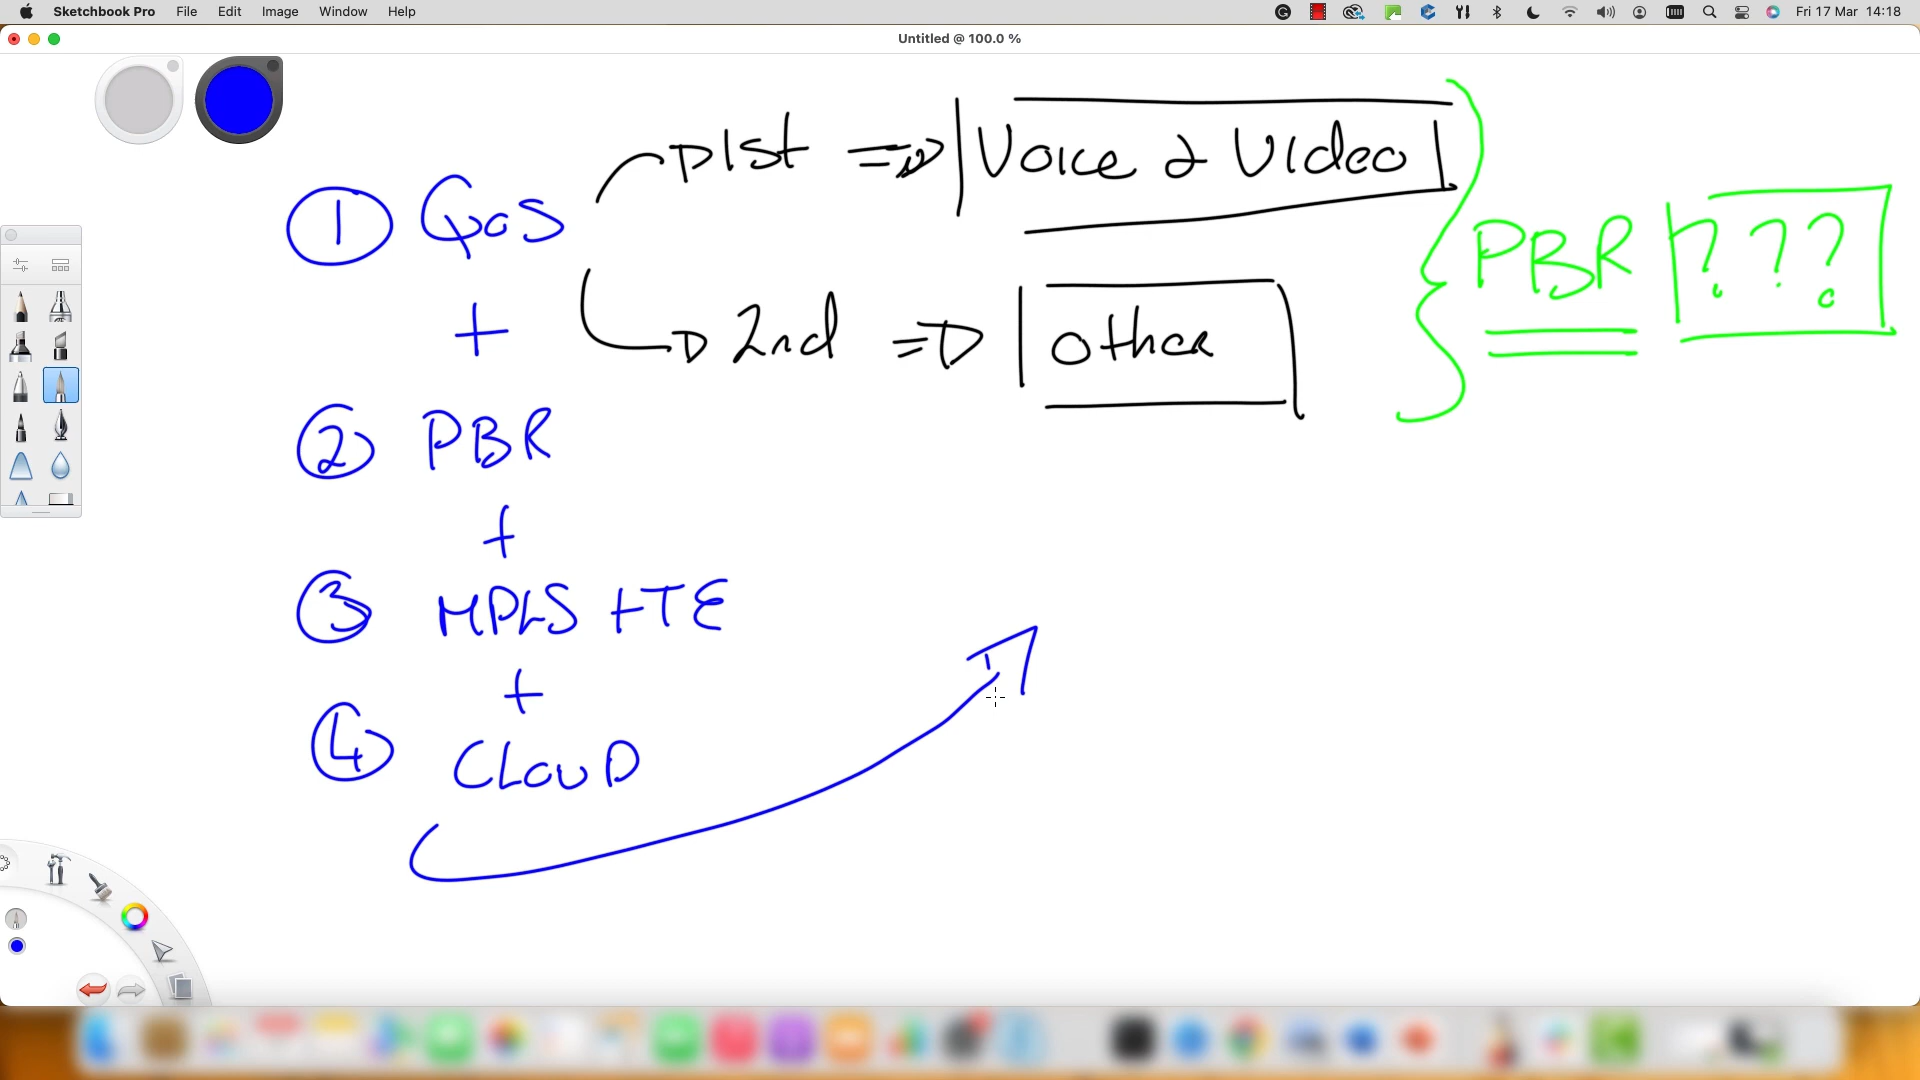 Sketchbook Pro File Edit Image Window Help Fri 17 Mar 14:18
Untitled @ 100.0 %
1st => Voice & Video
1 QoS
PBR ???
+
2nd => other
2 PBR
+
3 MPLS + TE
+
4 CLOUD